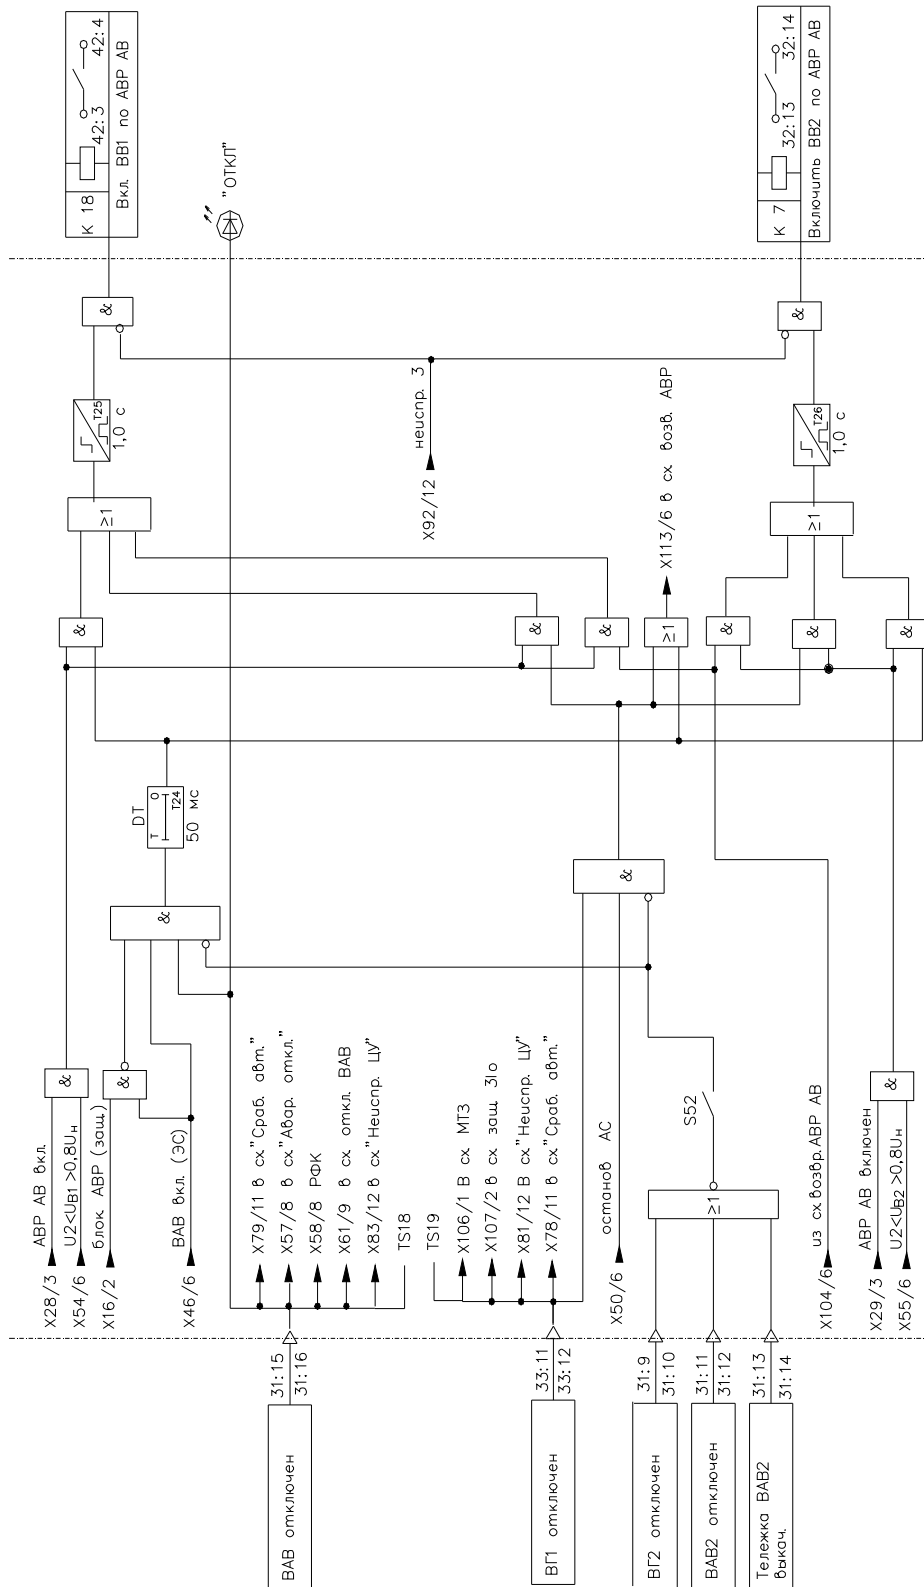 К 18
42:3
42:4
Вкл. ВВ1 по АВР АВ
К 7
32:13
32:14
Включить ВВ2 по АВР АВ
"ОТКЛ"
&
&
T25
1,0 с
T26
1,0 с
неиспр. 3
X92/12
X113/6 в сх. возв. АВР
≥1
≥1
&
&
&
≥1
&
&
&
DT
T
O
T24
50 мс
&
&
&
&
&
S52
≥1
АВР АВ вкл.
X28/3
U2<UВ1 >0,8Uн
X54/6
блок. АВР (защ.)
X16/2
ВАВ вкл. (ЭС)
X46/6
X79/11 в сх."Сраб. авт."
X57/8 в сх."Авар. откл."
X58/8 РФК
X61/9 в сх. откл. ВАВ
X83/12 в сх."Неиспр. ЦУ"
TS18
TS19
X106/1 В сх. МТЗ
X107/2 в сх. защ. 3Iо
X81/12 В сх."Неиспр. ЦУ"
X78/11 в сх."Сраб. авт."
останов АС
X50/6
из сх.возвр.АВР АВ
X104/6
АВР АВ включен
X29/3
U2<UВ2 >0,8Uн
X55/6
31:15
31:16
33:11
33:12
31:9
31:10
31:11
31:12
31:13
31:14
ВАВ отключен
ВГ1 отключен
ВГ2 отключен
ВАВ2 отключен
Тележка ВАВ2
выкач.